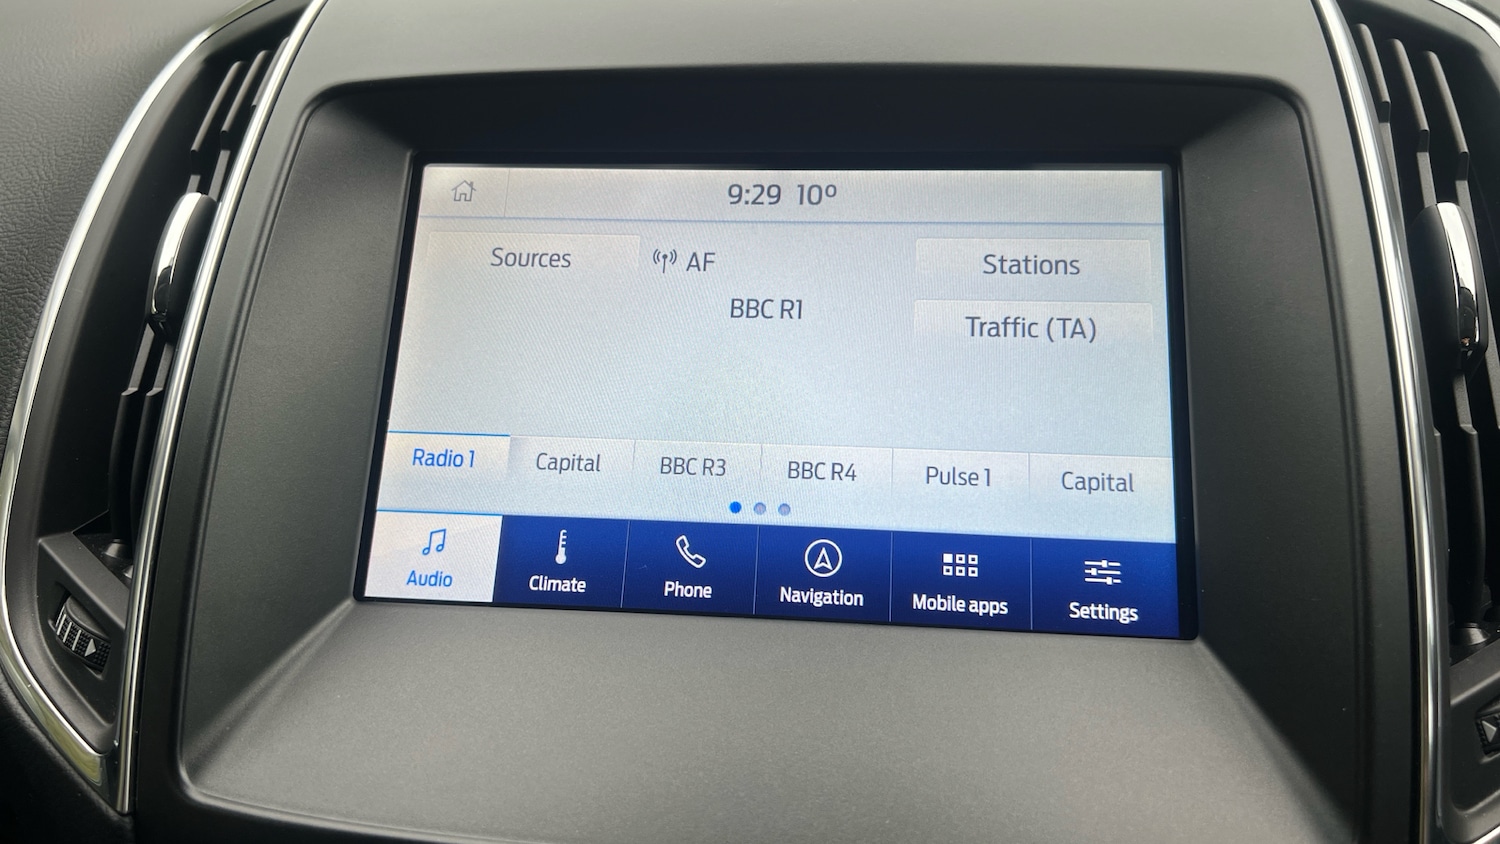 9:29 10º
Sources
AF
Stations
BBC R1
Traffic (TA)
Radio 1
Capital
BBC R3
BBC R4
Pulse 1
Capital
Audio
Climate
Phone
Navigation
Mobile apps
Settings